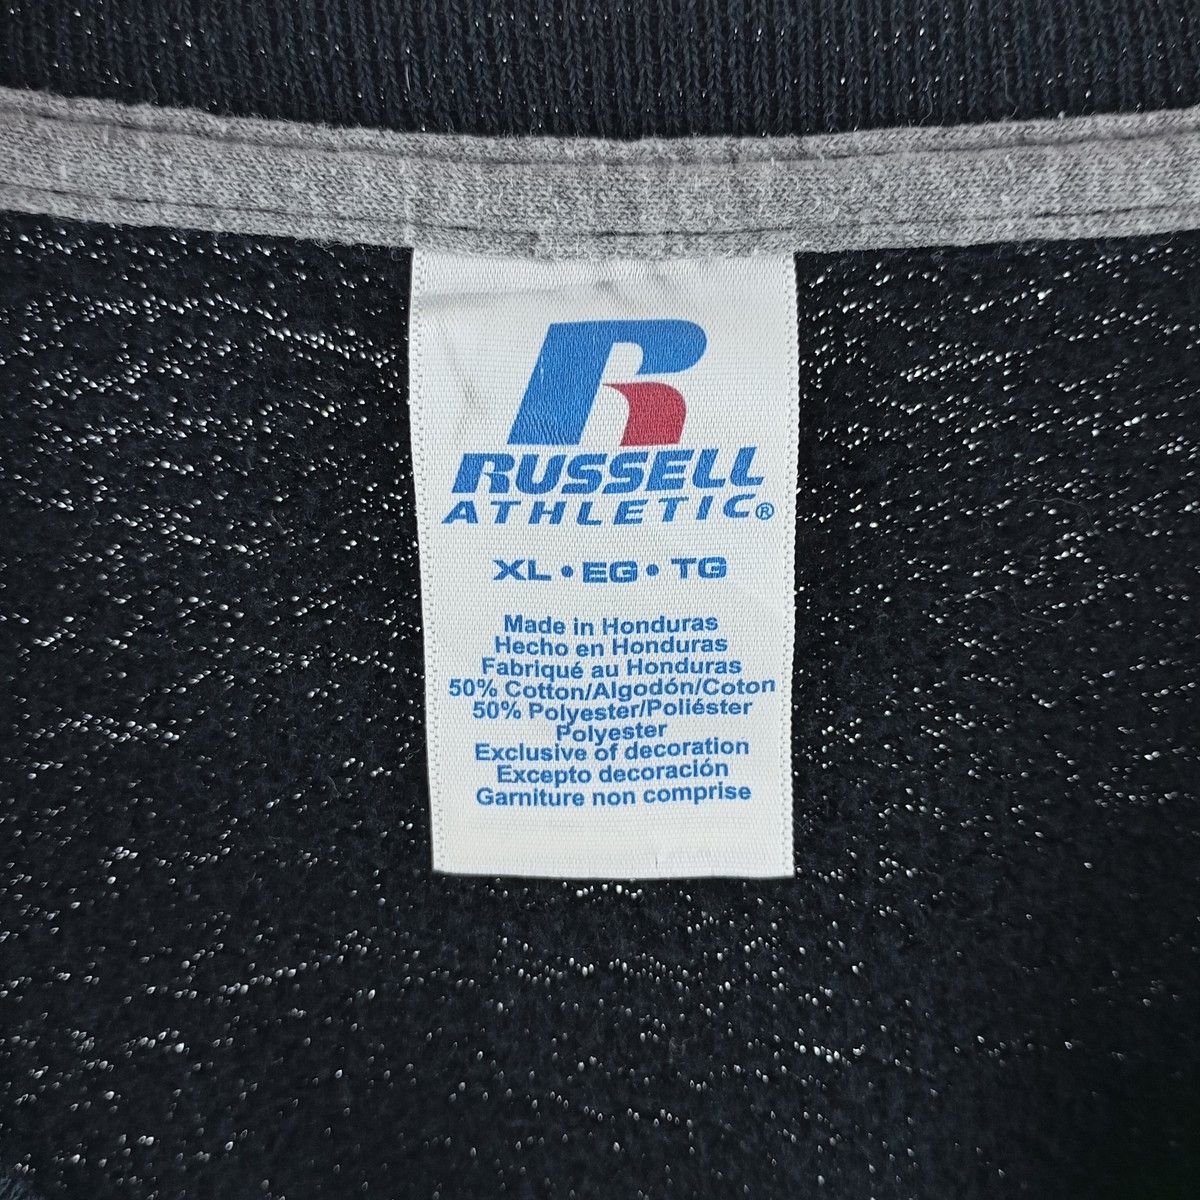 R
RUSSELL
ATHLETIC®
XL•EG•TG
Made in Honduras
Hecho en Honduras
Fabriqué au Honduras
50% Cotton/Algodón/Coton
50% Polyester/Poliéster
Polyester
Exclusive of decoration
Excepto decoración
Garniture non comprise